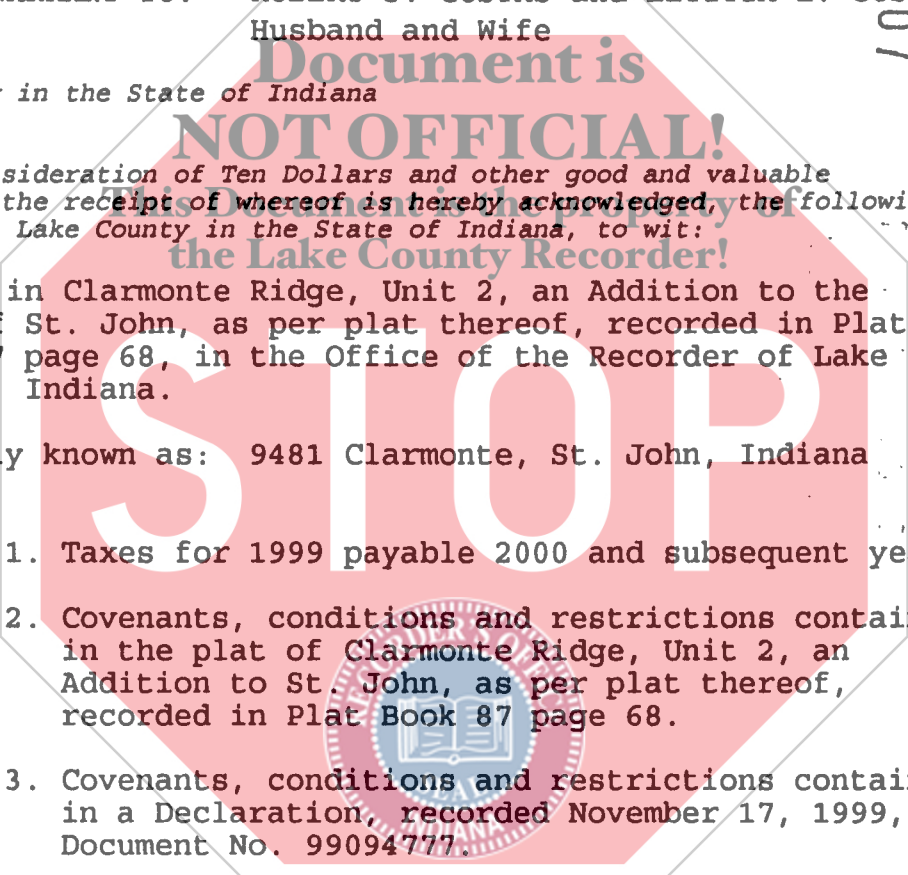 Husband and Wife
Document is
in the State of Indiana
NOT OFFICIAL!
sideration of Ten Dollars and other good and valuable
This Document is the property of
the receipt of whereof is hereby acknowledged, the followi
Lake County in the State of Indiana, to wit:
the Lake County Recorder!
in Clarmonte Ridge, Unit 2, an Addition to the
St. John, as per plat thereof, recorded in Plat
page 68, in the Office of the Recorder of Lake
Indiana.
STOP
y known as: 9481 Clarmonte, St. John, Indiana
1. Taxes for 1999 payable 2000 and subsequent ye
2. Covenants, conditions and restrictions contai
in the plat of Clarmonte Ridge, Unit 2, an
Addition to St. John, as per plat thereof,
recorded in Plat Book 87 page 68.
RECORDER'S OFFIC
SEAL
INDIANA
3. Covenants, conditions and restrictions contai
in a Declaration, recorded November 17, 1999,
Document No. 99094777.